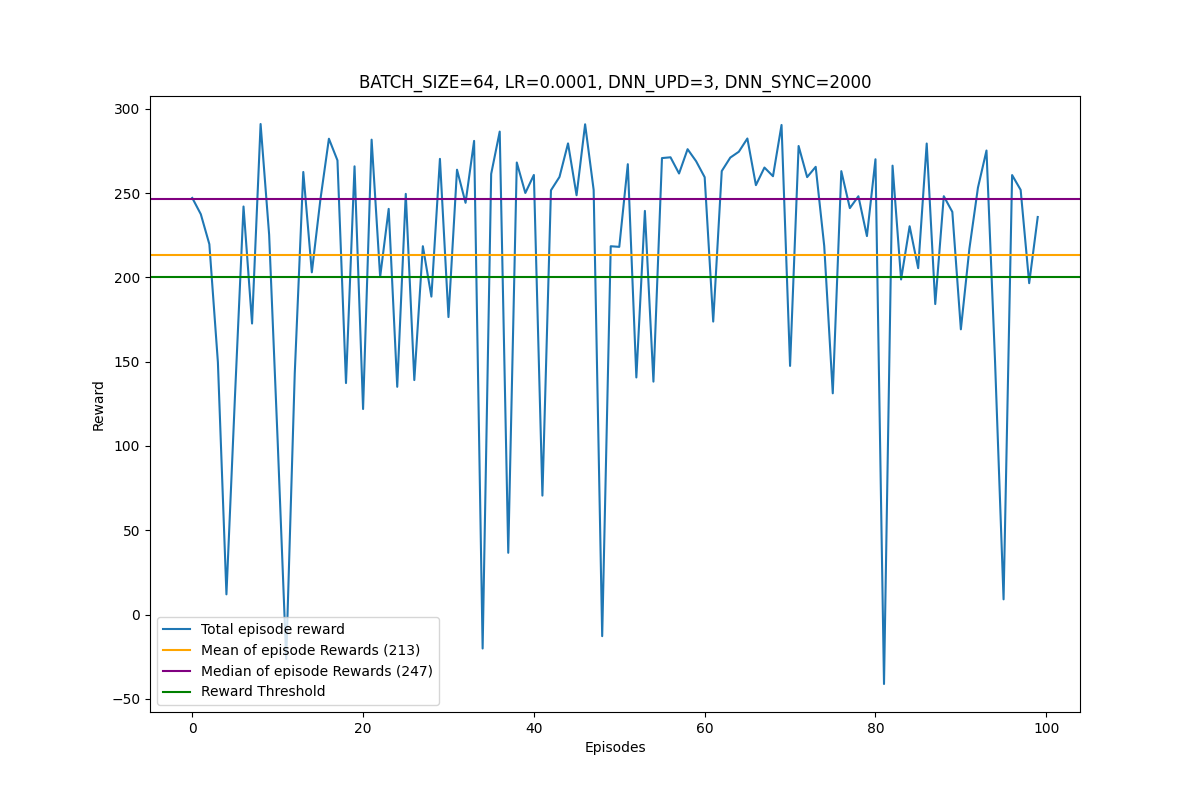 BATCH_SIZE=64, LR=0.0001, DNN_UPD=3, DNN_SYNC=2000
300
250
200
150
100
50
0
−50
Reward
Total episode reward
Mean of episode Rewards (213)
Median of episode Rewards (247)
Reward Threshold
0 20 40 60 80 100
Episodes